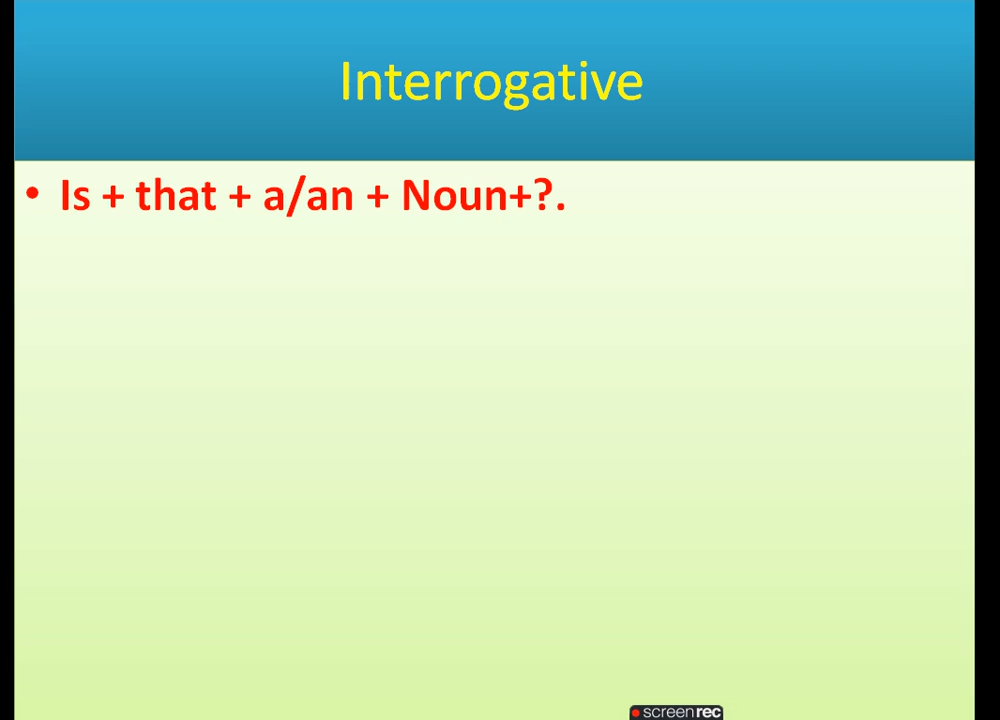 Interrogative
• Is + that + a/an + Noun+?.
screenrec